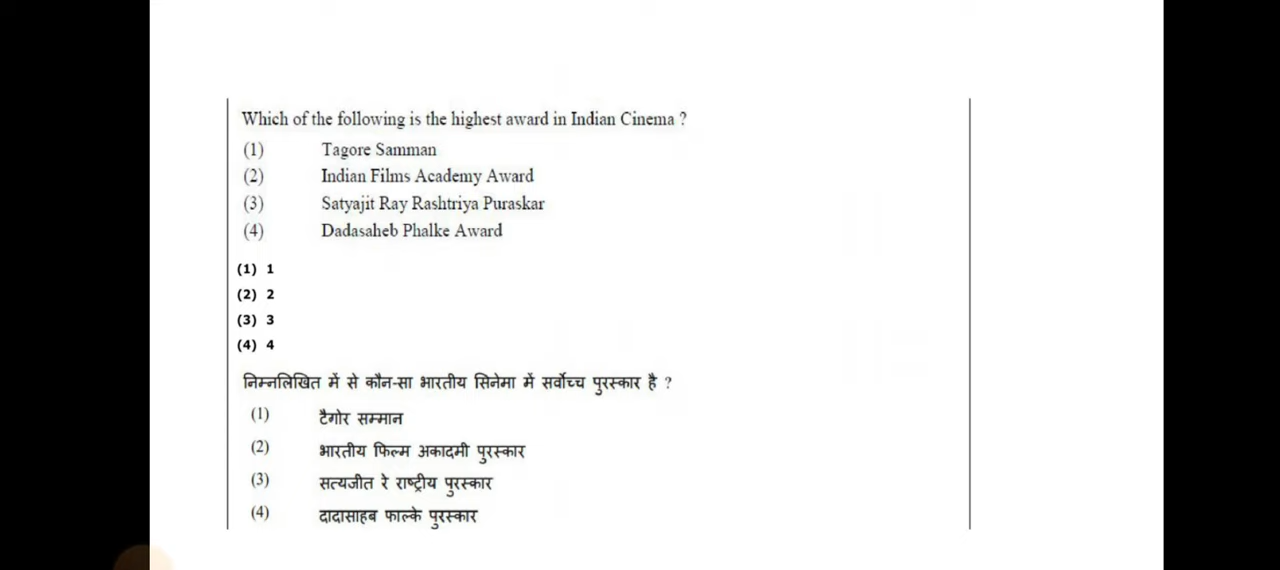 Which of the following is the highest award in Indian Cinema ?
(1) Tagore Samman
(2) Indian Films Academy Award
(3) Satyajit Ray Rashtriya Puraskar
(4) Dadasaheb Phalke Award
(1) 1
(2) 2
(3) 3
(4) 4
निम्नलिखित में से कौन-सा भारतीय सिनेमा में सर्वोच्च पुरस्कार है ?
(1) टैगोर सम्मान
(2) भारतीय फिल्म अकादमी पुरस्कार
(3) सत्यजीत रे राष्ट्रीय पुरस्कार
(4) दादासाहब फाल्के पुरस्कार